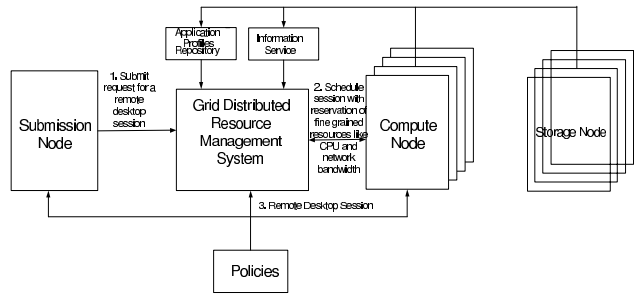 Application
Profiles
Repository
Information
Service
1. Submit
request for a
remote
desktop
session
2. Schedule
session with
reservation of
fine grained
resources like
CPU and
network
bandwidth
Submission
Node
Grid Distributed
Resource
Management
System
Compute
Node
Storage Node
3. Remote Desktop Session
Policies